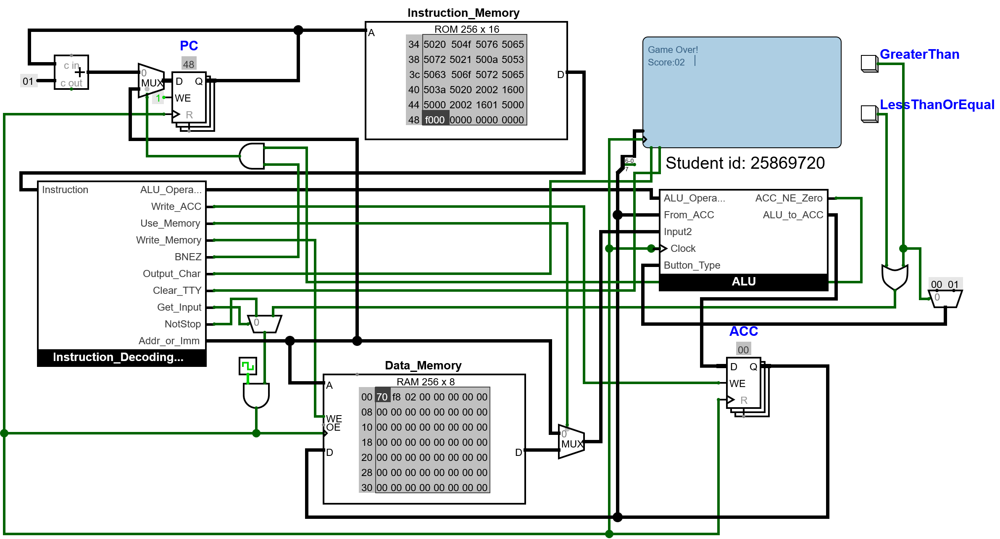 Instruction_Memory
ROM 256 x 16
A
34 5020 504f 5076 5065
38 5072 5021 500a 5053
3c 5063 506f 5072 5065
40 503a 5020 2002 1600
44 5000 2002 1601 5000
48 f000 0000 0000 0000
D
PC
48
c in
c out
01
0
MUX
1
D Q
WE
R
Game Over!
Score:02
GreaterThan
LessThanOrEqual
6-0
7
Student id: 25869720
Instruction
ALU_Opera...
Write_ACC
Use_Memory
Write_Memory
BNEZ
Output_Char
Clear_TTY
Get_Input
NotStop
Addr_or_Imm
Instruction_Decoding...
0
ALU_Opera...
From_ACC
Input2
Clock
Button_Type
ACC_NE_Zero
ALU_to_ACC
ALU
00 01
0
ACC
00
D Q
WE
R
Data_Memory
RAM 256 x 8
A
WE
OE
D
00 70 f8 02 00 00 00 00 00
08 00 00 00 00 00 00 00 00
10 00 00 00 00 00 00 00 00
18 00 00 00 00 00 00 00 00
20 00 00 00 00 00 00 00 00
28 00 00 00 00 00 00 00 00
30 00 00 00 00 00 00 00 00
D
0
MUX